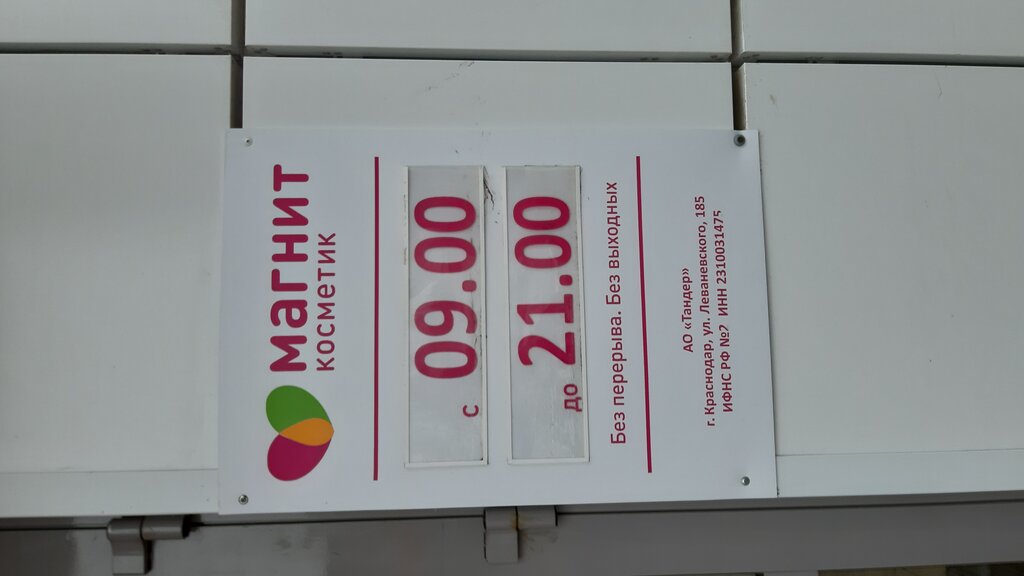 магнит
косметик
с 09.00
до 21.00
Без перерыва. Без выходных
АО «Тандер»
г. Краснодар, ул. Леваневского, 185
ИФНС РФ №2 ИНН 2310031475